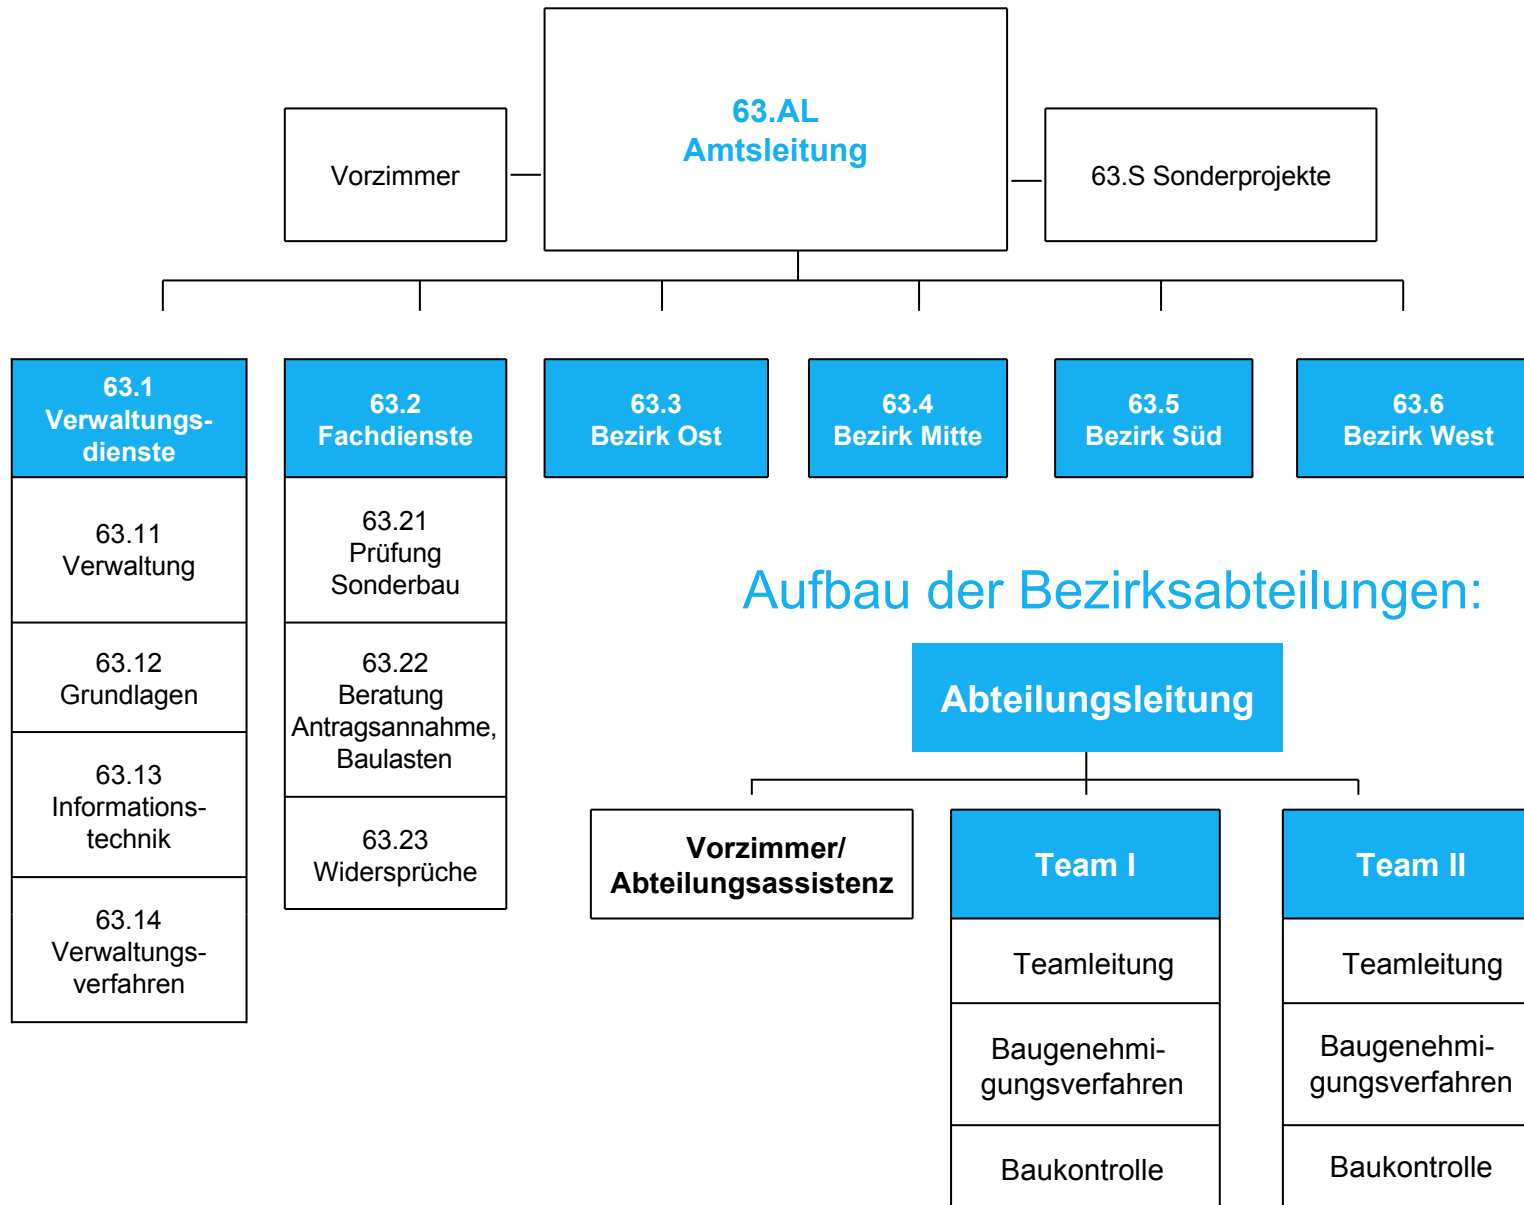 63.AL
Amtsleitung
Vorzimmer
63.S Sonderprojekte
63.1
Verwaltungs-
dienste
63.2
Fachdienste
63.3
Bezirk Ost
63.4
Bezirk Mitte
63.5
Bezirk Süd
63.6
Bezirk West
63.11
Verwaltung
63.12
Grundlagen
63.13
Informations-
technik
63.14
Verwaltungs-
verfahren
63.21
Prüfung
Sonderbau
63.22
Beratung
Antragsannahme,
Baulasten
63.23
Widersprüche
Aufbau der Bezirksabteilungen:
Abteilungsleitung
Vorzimmer/
Abteilungsassistenz
Team I
Teamleitung
Baugenehmi-
gungsverfahren
Baukontrolle
Team II
Teamleitung
Baugenehmi-
gungsverfahren
Baukontrolle